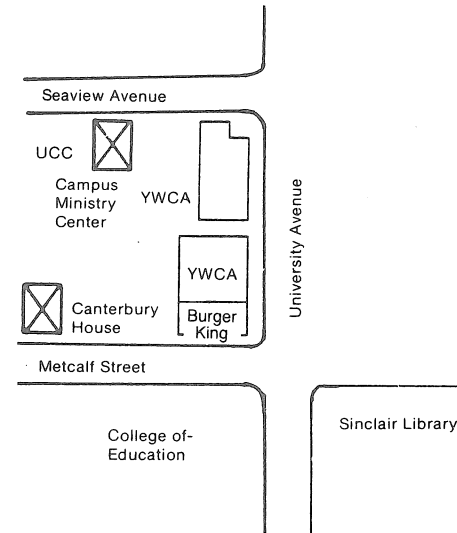 Seaview Avenue
UCC
Campus
Ministry
Center
YWCA
University Avenue
YWCA
Burger
King
Canterbury
House
Metcalf Street
College of-
Education
Sinclair Library